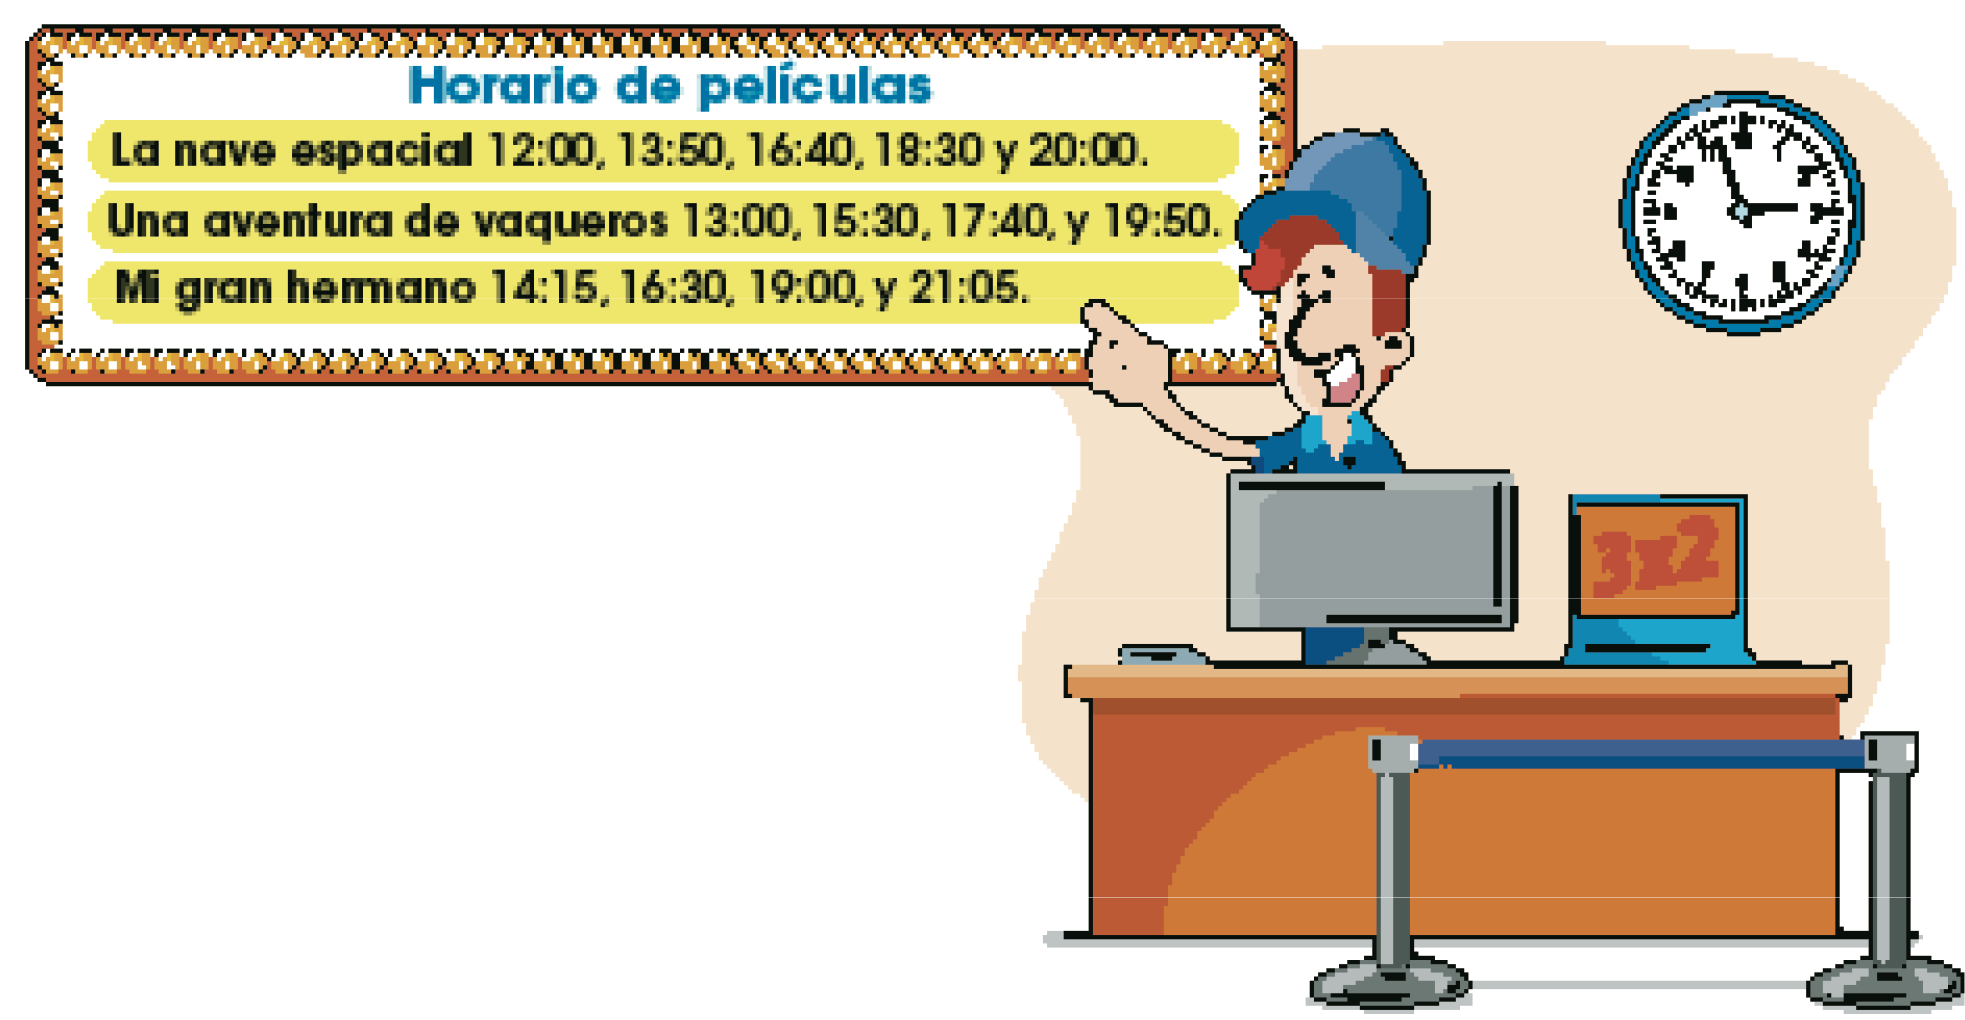 Horario de películas
La nave espacial 12:00, 13:50, 16:40, 18:30 y 20:00.
Una aventura de vaqueros 13:00, 15:30, 17:40, y 19:50.
Mi gran hermano 14:15, 16:30, 19:00, y 21:05.
3x2